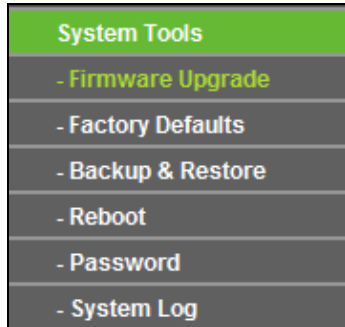 System Tools
- Firmware Upgrade
- Factory Defaults
- Backup & Restore
- Reboot
- Password
- System Log